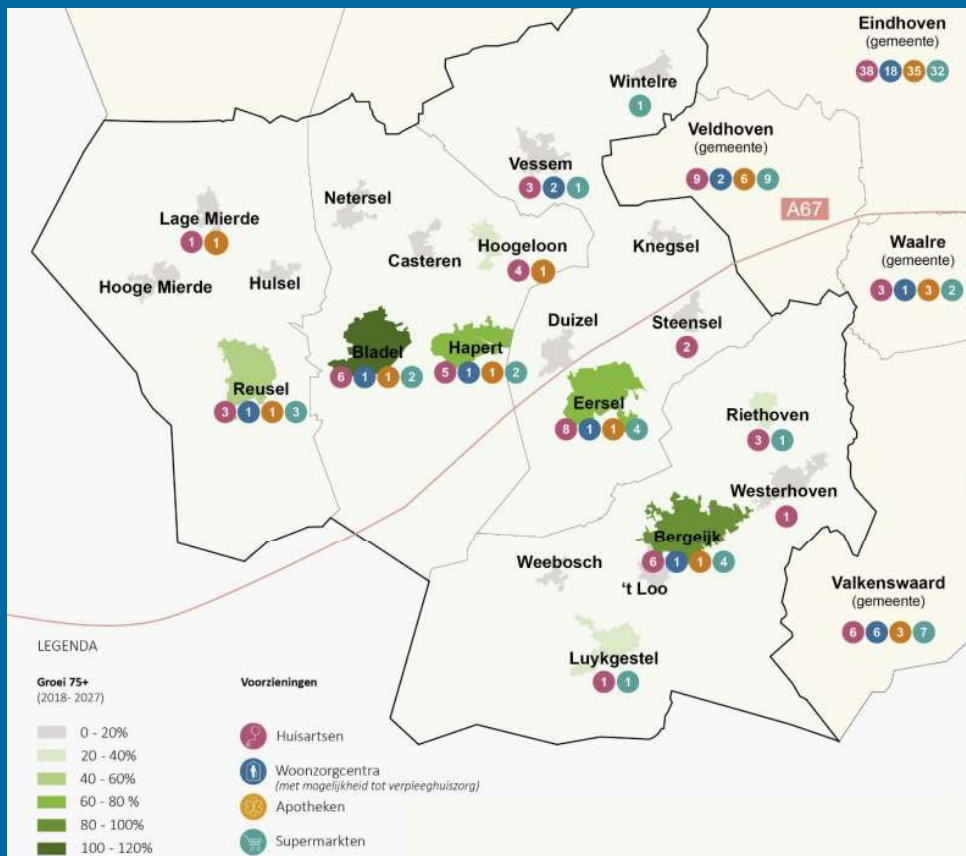 Eindhoven
(gemeente)
38 18 35 32
Wintelre
1
Veldhoven
(gemeente)
9 2 6 9
Vessem
3 2 1
A67
Netersel
Lage Mierde
1 1
Hoogeloon
4 1
Knegsel
Waalre
(gemeente)
3 1 3 2
Casteren
Hooge Mierde
Hulsel
Duizel
Steensel
2
Bladel
6 1 1 2
Hapert
5 1 1 2
Reusel
3 1 1 3
Eersel
8 1 1 4
Riethoven
3 1
Westerhoven
1
Bergeijk
6 1 1 4
Weebosch
't Loo
Valkenswaard
(gemeente)
6 6 3 7
Luykgestel
1 1
LEGENDA
Groei 75+
(2018- 2027)
0 - 20%
20 - 40%
40 - 60%
60 - 80 %
80 - 100%
100 - 120%
Voorzieningen
Huisartsen
Woonzorgcentra
(met mogelijkheid tot verpleeghuiszorg)
Apotheken
Supermarkten